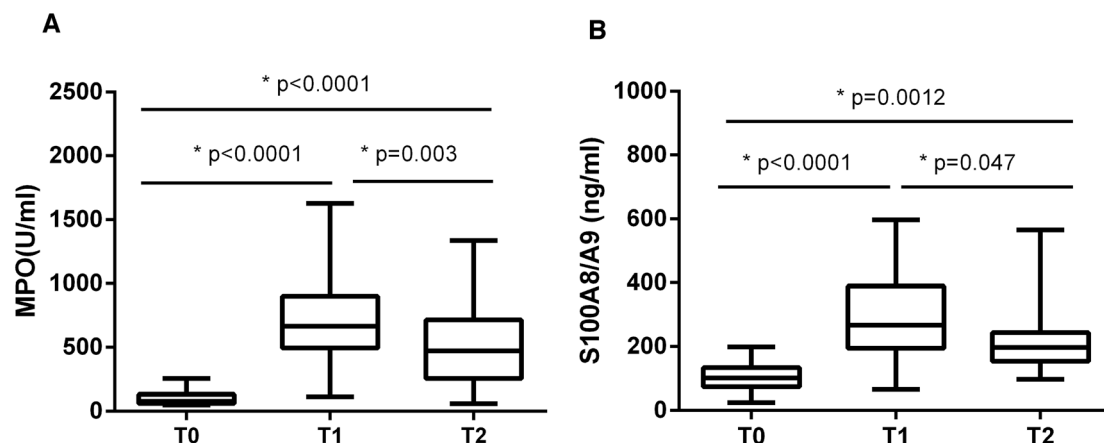 A
* p<0.0001
* p<0.0001
* p=0.003
MPO(U/ml)
2500
2000
1500
1000
500
0
T0
T1
T2
B
* p=0.0012
* p<0.0001
* p=0.047
S100A8/A9 (ng/ml)
1000
800
600
400
200
0
T0
T1
T2